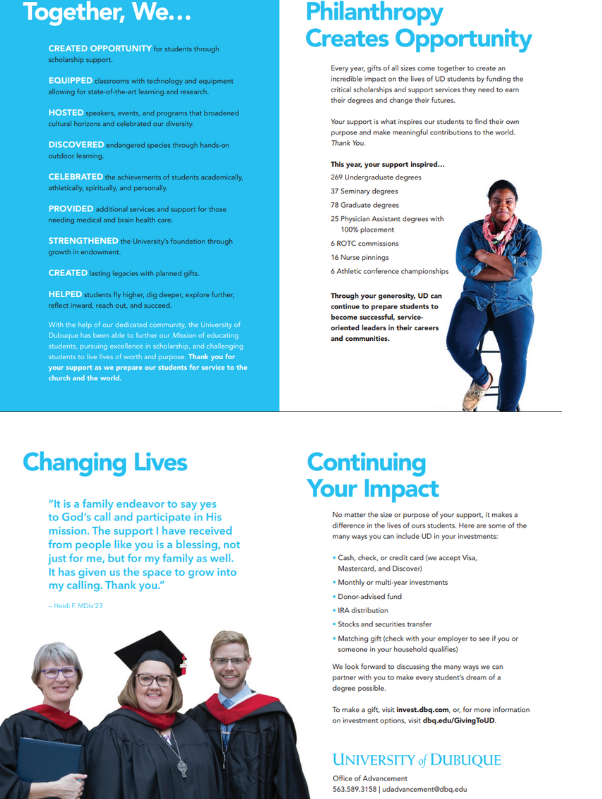 Together, We…
CREATED OPPORTUNITY for students through
scholarship support.
EQUIPPED classrooms with technology and equipment
allowing for state-of-the-art learning and research.
HOSTED speakers, events, and programs that broadened
cultural horizons and celebrated our diversity.
DISCOVERED endangered species through hands-on
outdoor learning.
CELEBRATED the achievements of students academically,
athletically, spiritually, and personally.
PROVIDED additional services and support for those
needing medical and brain health care.
STRENGTHENED the University's foundation through
growth in endowment.
CREATED lasting legacies with planned gifts.
HELPED students fly higher, dig deeper, explore further,
reflect inward, reach out, and succeed.
With the help of our dedicated community, the University of
Dubuque has been able to further our Mission of educating
students, pursuing excellence in scholarship, and challenging
students to live lives of worth and purpose. Thank you for
your support as we prepare our students for service to the
church and the world.
Philanthropy
Creates Opportunity
Every year, gifts of all sizes come together to create an
incredible impact on the lives of UD students by funding the
critical scholarships and support services they need to earn
their degrees and change their futures.
Your support is what inspires our students to find their own
purpose and make meaningful contributions to the world.
Thank You.
This year, your support inspired…
269 Undergraduate degrees
37 Seminary degrees
78 Graduate degrees
25 Physician Assistant degrees with
100% placement
6 ROTC commissions
16 Nurse pinnings
6 Athletic conference championships
Through your generosity, UD can
continue to prepare students to
become successful, service-
oriented leaders in their careers
and communities.
Changing Lives
"It is a family endeavor to say yes
to God's call and participate in His
mission. The support I have received
from people like you is a blessing, not
just for me, but for my family as well.
It has given us the space to grow into
my calling. Thank you."
– Heidi F. MDiv'23
Continuing
Your Impact
No matter the size or purpose of your support, it makes a
difference in the lives of ours students. Here are some of the
many ways you can include UD in your investments:
• Cash, check, or credit card (we accept Visa,
Mastercard, and Discover)
• Monthly or multi-year investments
• Donor-advised fund
• IRA distribution
• Stocks and securities transfer
• Matching gift (check with your employer to see if you or
someone in your household qualifies)
We look forward to discussing the many ways we can
partner with you to make every student's dream of a
degree possible.
To make a gift, visit invest.dbq.com, or, for more information
on investment options, visit dbq.edu/GivingToUD.
UNIVERSITY of DUBUQUE
Office of Advancement
563.589.3158 | udadvancement@dbq.edu